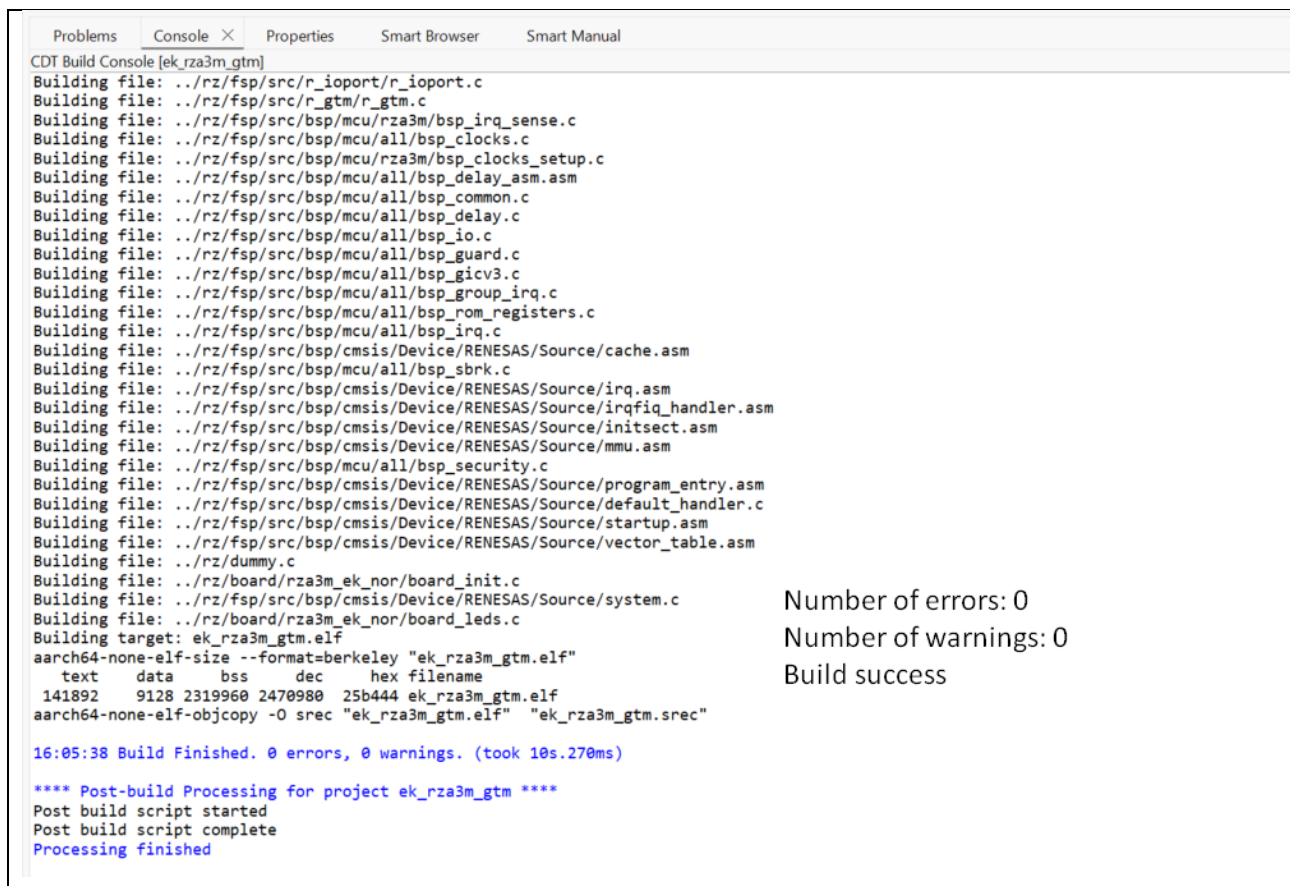 Problems Console × Properties Smart Browser Smart Manual
CDT Build Console [ek_rza3m_gtm]
Building file: ../rz/fsp/src/r_ioport/r_ioport.c
Building file: ../rz/fsp/src/r_gtm/r_gtm.c
Building file: ../rz/fsp/src/bsp/mcu/rza3m/bsp_irq_sense.c
Building file: ../rz/fsp/src/bsp/mcu/all/bsp_clocks.c
Building file: ../rz/fsp/src/bsp/mcu/rza3m/bsp_clocks_setup.c
Building file: ../rz/fsp/src/bsp/mcu/all/bsp_delay_asm.asm
Building file: ../rz/fsp/src/bsp/mcu/all/bsp_common.c
Building file: ../rz/fsp/src/bsp/mcu/all/bsp_delay.c
Building file: ../rz/fsp/src/bsp/mcu/all/bsp_io.c
Building file: ../rz/fsp/src/bsp/mcu/all/bsp_guard.c
Building file: ../rz/fsp/src/bsp/mcu/all/bsp_gicv3.c
Building file: ../rz/fsp/src/bsp/mcu/all/bsp_group_irq.c
Building file: ../rz/fsp/src/bsp/mcu/all/bsp_rom_registers.c
Building file: ../rz/fsp/src/bsp/mcu/all/bsp_irq.c
Building file: ../rz/fsp/src/bsp/cmsis/Device/RENESAS/Source/cache.asm
Building file: ../rz/fsp/src/bsp/mcu/all/bsp_sbrk.c
Building file: ../rz/fsp/src/bsp/cmsis/Device/RENESAS/Source/irq.asm
Building file: ../rz/fsp/src/bsp/cmsis/Device/RENESAS/Source/irqfiq_handler.asm
Building file: ../rz/fsp/src/bsp/cmsis/Device/RENESAS/Source/initsect.asm
Building file: ../rz/fsp/src/bsp/cmsis/Device/RENESAS/Source/mmu.asm
Building file: ../rz/fsp/src/bsp/mcu/all/bsp_security.c
Building file: ../rz/fsp/src/bsp/cmsis/Device/RENESAS/Source/program_entry.asm
Building file: ../rz/fsp/src/bsp/cmsis/Device/RENESAS/Source/default_handler.c
Building file: ../rz/fsp/src/bsp/cmsis/Device/RENESAS/Source/startup.asm
Building file: ../rz/fsp/src/bsp/cmsis/Device/RENESAS/Source/vector_table.asm
Building file: ../rz/dummy.c
Building file: ../rz/board/rza3m_ek_nor/board_init.c
Building file: ../rz/fsp/src/bsp/cmsis/Device/RENESAS/Source/system.c
Building file: ../rz/board/rza3m_ek_nor/board_leds.c
Building target: ek_rza3m_gtm.elf
aarch64-none-elf-size --format=berkeley "ek_rza3m_gtm.elf"
text data bss dec hex filename
141892 9128 2319960 2470980 25b444 ek_rza3m_gtm.elf
aarch64-none-elf-objcopy -O srec "ek_rza3m_gtm.elf" "ek_rza3m_gtm.srec"
16:05:38 Build Finished. 0 errors, 0 warnings. (took 10s.270ms)
**** Post-build Processing for project ek_rza3m_gtm ****
Post build script started
Post build script complete
Processing finished
Number of errors: 0
Number of warnings: 0
Build success